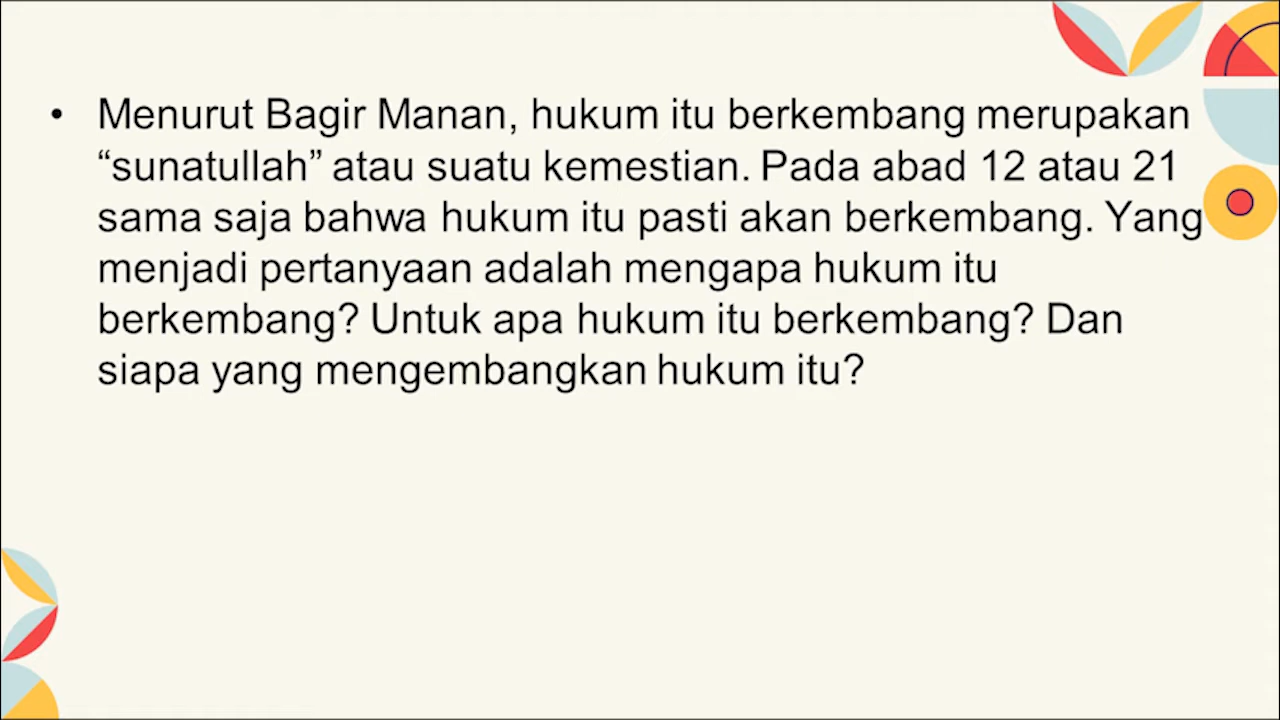 • Menurut Bagir Manan, hukum itu berkembang merupakan
“sunatullah” atau suatu kemestian. Pada abad 12 atau 21
sama saja bahwa hukum itu pasti akan berkembang. Yang
menjadi pertanyaan adalah mengapa hukum itu
berkembang? Untuk apa hukum itu berkembang? Dan
siapa yang mengembangkan hukum itu?